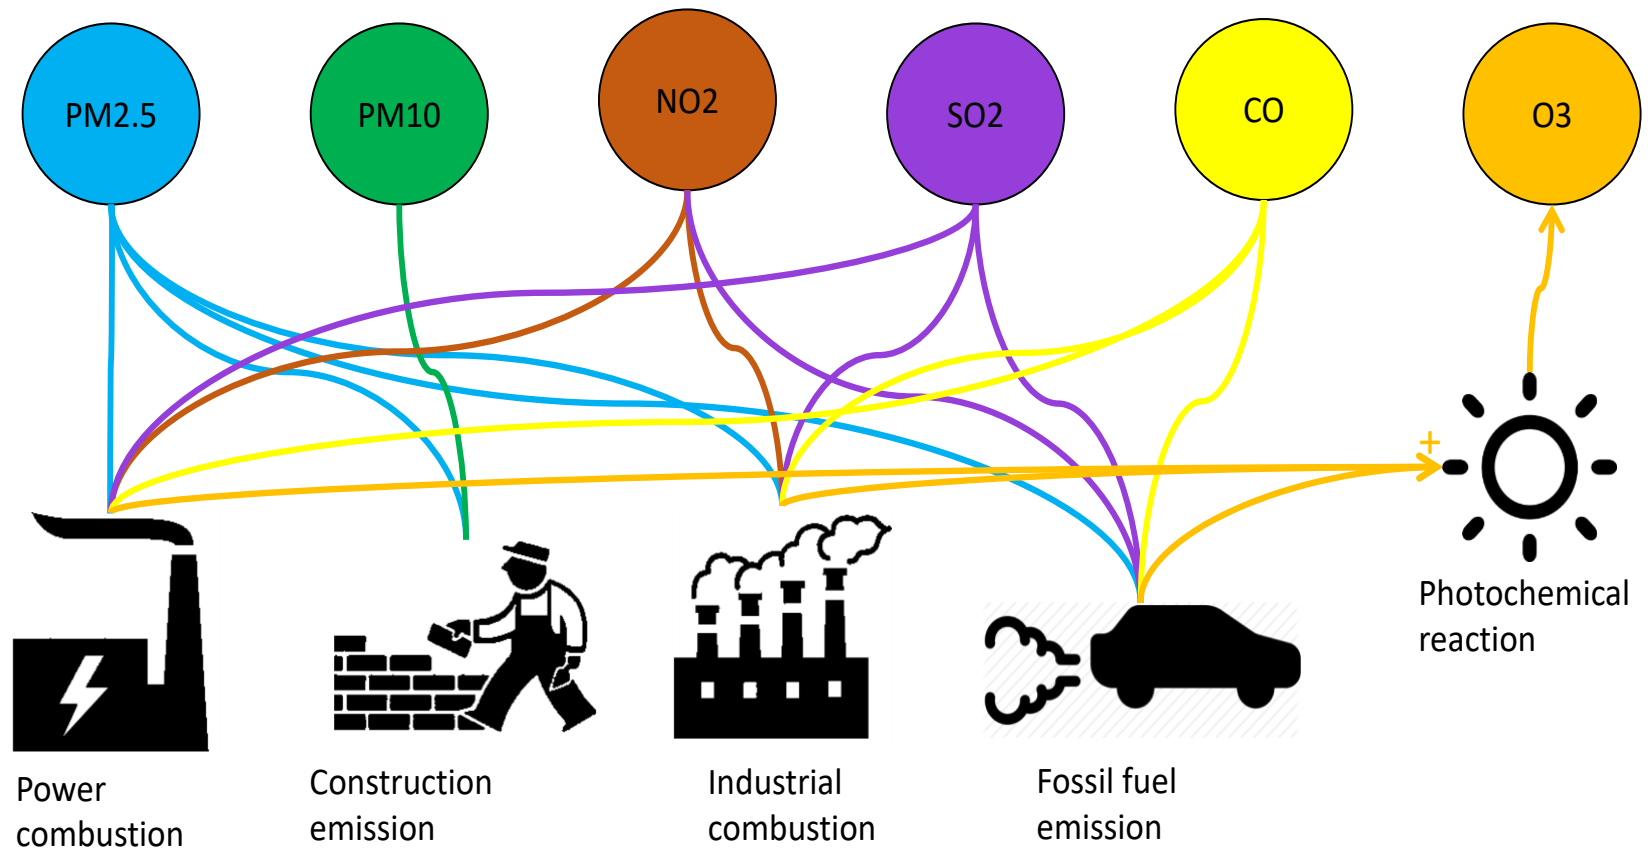 PM2.5
PM10
NO2
SO2
CO
O3
+
Power
combustion
Construction
emission
Industrial
combustion
Fossil fuel
emission
Photochemical
reaction